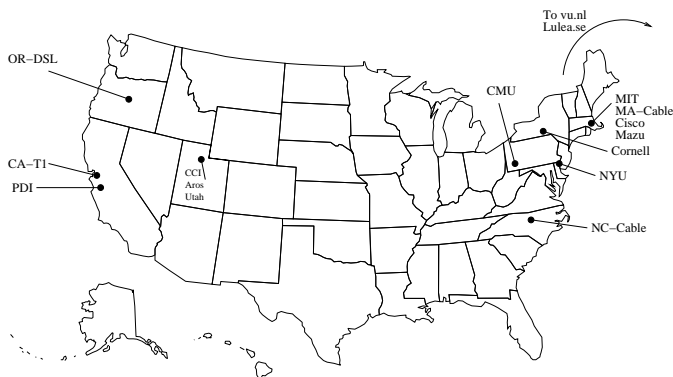 To vu.nl
Lulea.se
OR–DSL
CMU
MIT
MA–Cable
Cisco
Mazu
Cornell
CA–T1
PDI
CCI
Aros
Utah
NYU
NC–Cable